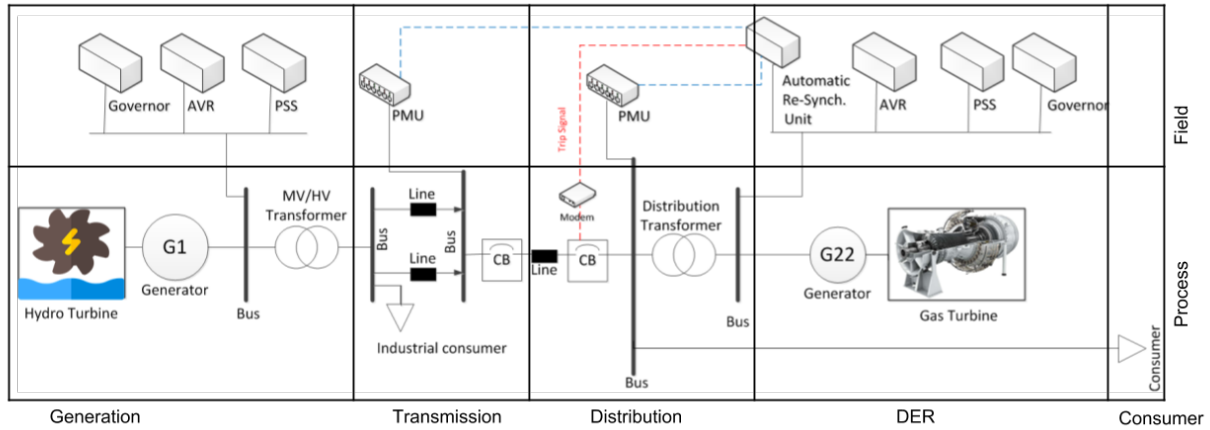 Governor
AVR
PSS
PMU
Trip Signal
PMU
Automatic
Re-Synch.
Unit
AVR
PSS
Governor
Field
MV/HV
Transformer
Line
Modem
Distribution
Transformer
G1
Bus
Bus
Line
CB
Line
CB
G22
Generator
Hydro Turbine
Bus
Industrial consumer
Bus
Bus
Generator
Gas Turbine
Process
Consumer
Generation
Transmission
Distribution
DER
Consumer